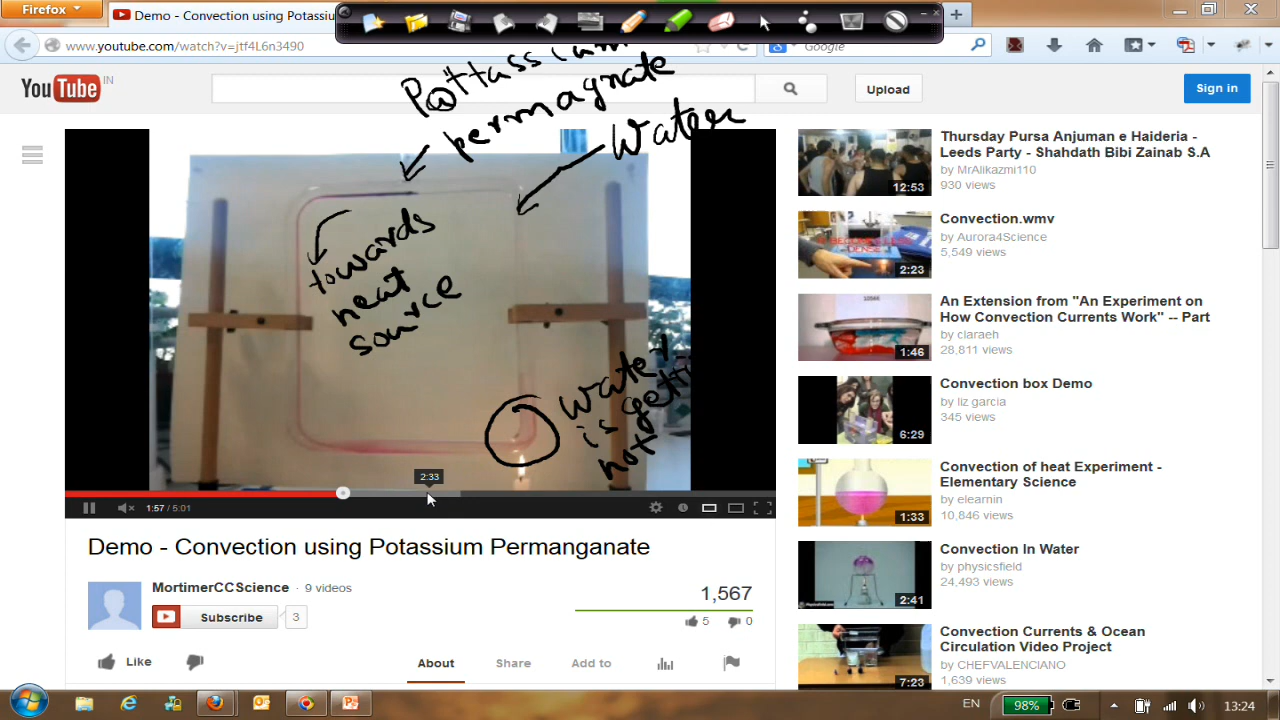 Firefox
Demo - Convection using Potassiu
www.youtube.com/watch?v=jtf4L6n3490
Google
YouTube IN
Upload
Sign in
Pottassium
permagnate
Water
towards
heat
source
Water
is getti
hot
2:33
1:57 / 5:01
Demo - Convection using Potassium Permanganate
MortimerCCScience · 9 videos
Subscribe 3
1,567
5 0
Like
About Share Add to
Thursday Pursa Anjuman e Haideria -
Leeds Party - Shahdath Bibi Zainab S.A
by MrAlikazmi110
930 views
12:53
Convection.wmv
by Aurora4Science
5,549 views
2:23
An Extension from "An Experiment on
How Convection Currents Work" -- Part
by claraeh
28,811 views
1:46
Convection box Demo
by liz garcia
345 views
6:29
Convection of heat Experiment -
Elementary Science
by elearnin
10,846 views
1:33
Convection In Water
by physicsfield
24,493 views
2:41
Convection Currents & Ocean
Circulation Video Project
by CHEFVALENCIANO
1,639 views
7:23
EN 98% 13:24